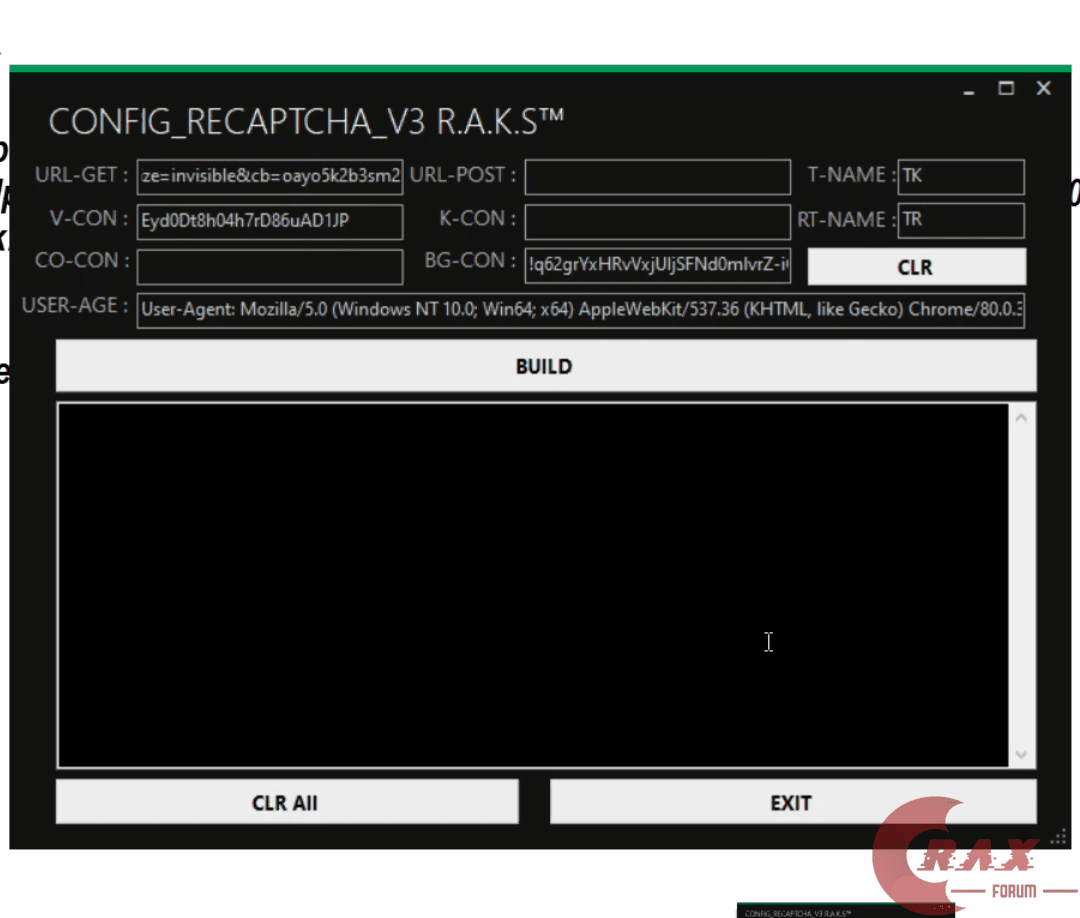 CONFIG_RECAPTCHA_V3 R.A.K.S™
URL-GET : ze=invisible&cb=oayo5k2b3sm2 URL-POST : T-NAME : TK
V-CON : Eyd0Dt8h04h7rD86uAD1JP K-CON : RT-NAME : TR
CO-CON : BG-CON : !q62grYxHRvVxjUIjSFNd0mIvrZ-i CLR
USER-AGE : User-Agent: Mozilla/5.0 (Windows NT 10.0; Win64; x64) AppleWebKit/537.36 (KHTML, like Gecko) Chrome/80.0.3
BUILD
CLR All EXIT
CRAX
FORUM
CONFIG_RECAPTCHA_V3 R.A.K.S™